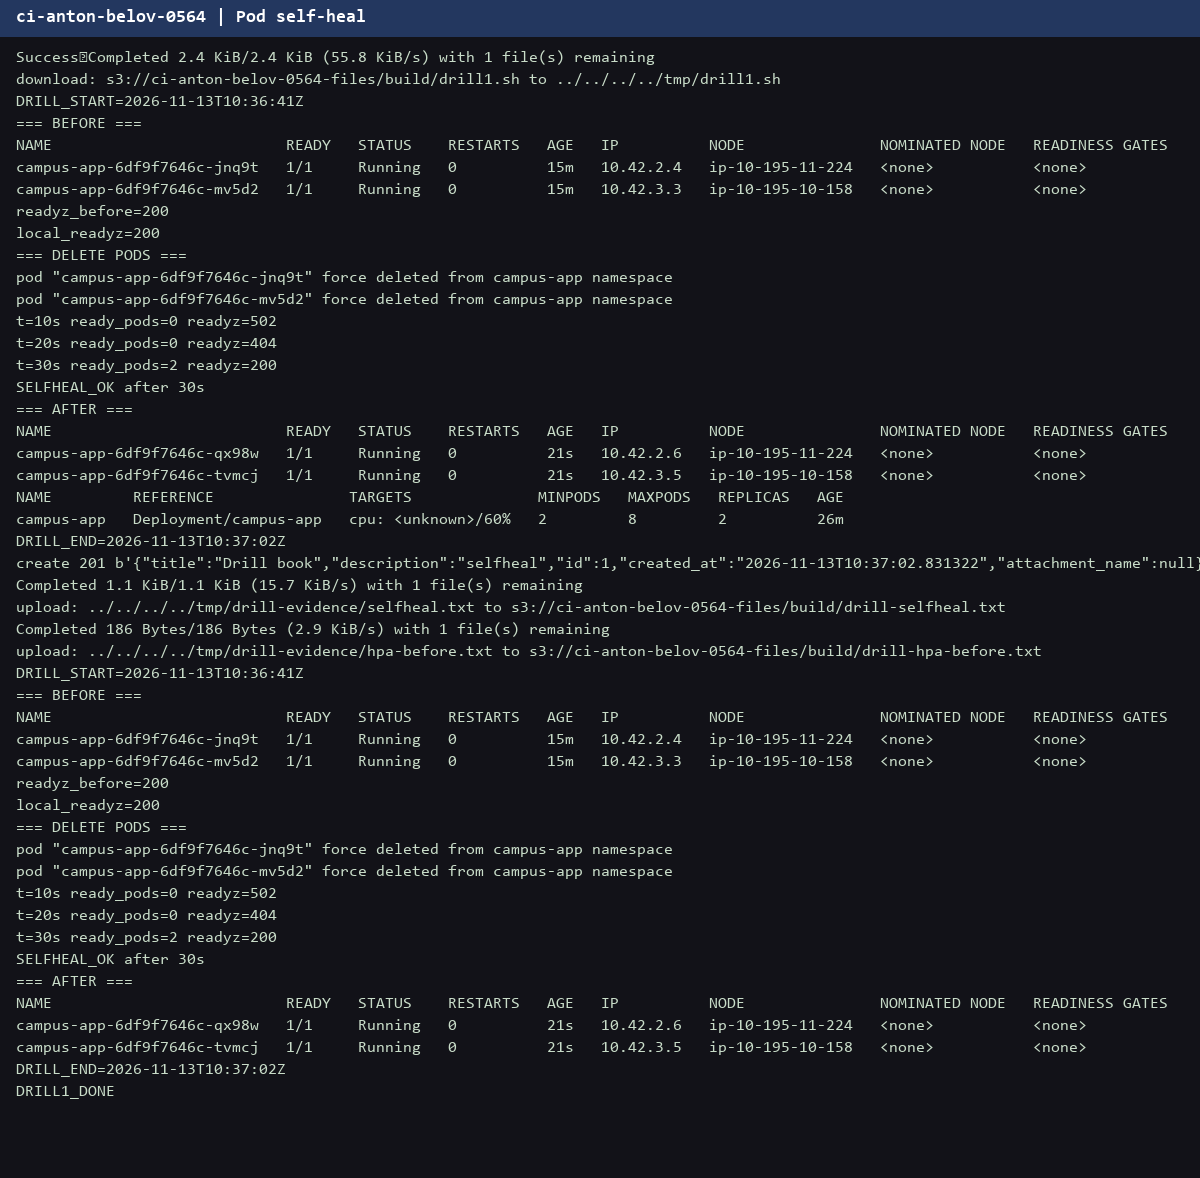 ci-anton-belov-0564 | Pod self-heal
Success Completed 2.4 KiB/2.4 KiB (55.8 KiB/s) with 1 file(s) remaining
download: s3://ci-anton-belov-0564-files/build/drill1.sh to ../../../../tmp/drill1.sh
DRILL_START=2026-11-13T10:36:41Z
=== BEFORE ===
NAME                          READY   STATUS    RESTARTS   AGE   IP          NODE               NOMINATED NODE   READINESS GATES
campus-app-6df9f7646c-jnq9t   1/1     Running   0          15m   10.42.2.4   ip-10-195-11-224   <none>           <none>
campus-app-6df9f7646c-mv5d2   1/1     Running   0          15m   10.42.3.3   ip-10-195-10-158   <none>           <none>
readyz_before=200
local_readyz=200
=== DELETE PODS ===
pod "campus-app-6df9f7646c-jnq9t" force deleted from campus-app namespace
pod "campus-app-6df9f7646c-mv5d2" force deleted from campus-app namespace
t=10s ready_pods=0 readyz=502
t=20s ready_pods=0 readyz=404
t=30s ready_pods=2 readyz=200
SELFHEAL_OK after 30s
=== AFTER ===
NAME                          READY   STATUS    RESTARTS   AGE   IP          NODE               NOMINATED NODE   READINESS GATES
campus-app-6df9f7646c-qx98w   1/1     Running   0          21s   10.42.2.6   ip-10-195-11-224   <none>           <none>
campus-app-6df9f7646c-tvmcj   1/1     Running   0          21s   10.42.3.5   ip-10-195-10-158   <none>           <none>
NAME         REFERENCE               TARGETS              MINPODS   MAXPODS   REPLICAS   AGE
campus-app   Deployment/campus-app   cpu: <unknown>/60%   2         8         2          26m
DRILL_END=2026-11-13T10:37:02Z
create 201 b'{"title":"Drill book","description":"selfheal","id":1,"created_at":"2026-11-13T10:37:02.831322","attachment_name":null}
Completed 1.1 KiB/1.1 KiB (15.7 KiB/s) with 1 file(s) remaining
upload: ../../../../tmp/drill-evidence/selfheal.txt to s3://ci-anton-belov-0564-files/build/drill-selfheal.txt
Completed 186 Bytes/186 Bytes (2.9 KiB/s) with 1 file(s) remaining
upload: ../../../../tmp/drill-evidence/hpa-before.txt to s3://ci-anton-belov-0564-files/build/drill-hpa-before.txt
DRILL_START=2026-11-13T10:36:41Z
=== BEFORE ===
NAME                          READY   STATUS    RESTARTS   AGE   IP          NODE               NOMINATED NODE   READINESS GATES
campus-app-6df9f7646c-jnq9t   1/1     Running   0          15m   10.42.2.4   ip-10-195-11-224   <none>           <none>
campus-app-6df9f7646c-mv5d2   1/1     Running   0          15m   10.42.3.3   ip-10-195-10-158   <none>           <none>
readyz_before=200
local_readyz=200
=== DELETE PODS ===
pod "campus-app-6df9f7646c-jnq9t" force deleted from campus-app namespace
pod "campus-app-6df9f7646c-mv5d2" force deleted from campus-app namespace
t=10s ready_pods=0 readyz=502
t=20s ready_pods=0 readyz=404
t=30s ready_pods=2 readyz=200
SELFHEAL_OK after 30s
=== AFTER ===
NAME                          READY   STATUS    RESTARTS   AGE   IP          NODE               NOMINATED NODE   READINESS GATES
campus-app-6df9f7646c-qx98w   1/1     Running   0          21s   10.42.2.6   ip-10-195-11-224   <none>           <none>
campus-app-6df9f7646c-tvmcj   1/1     Running   0          21s   10.42.3.5   ip-10-195-10-158   <none>           <none>
DRILL_END=2026-11-13T10:37:02Z
DRILL1_DONE